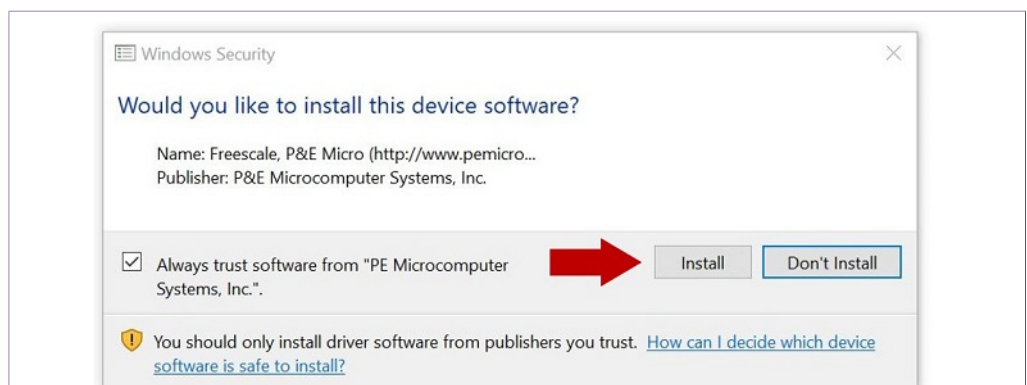 Windows Security
Would you like to install this device software?
Name: Freescale, P&E Micro (http://www.pemicro...
Publisher: P&E Microcomputer Systems, Inc.
Always trust software from "PE Microcomputer
Systems, Inc.".
Install
Don't Install
You should only install driver software from publishers you trust. How can I decide which device
software is safe to install?